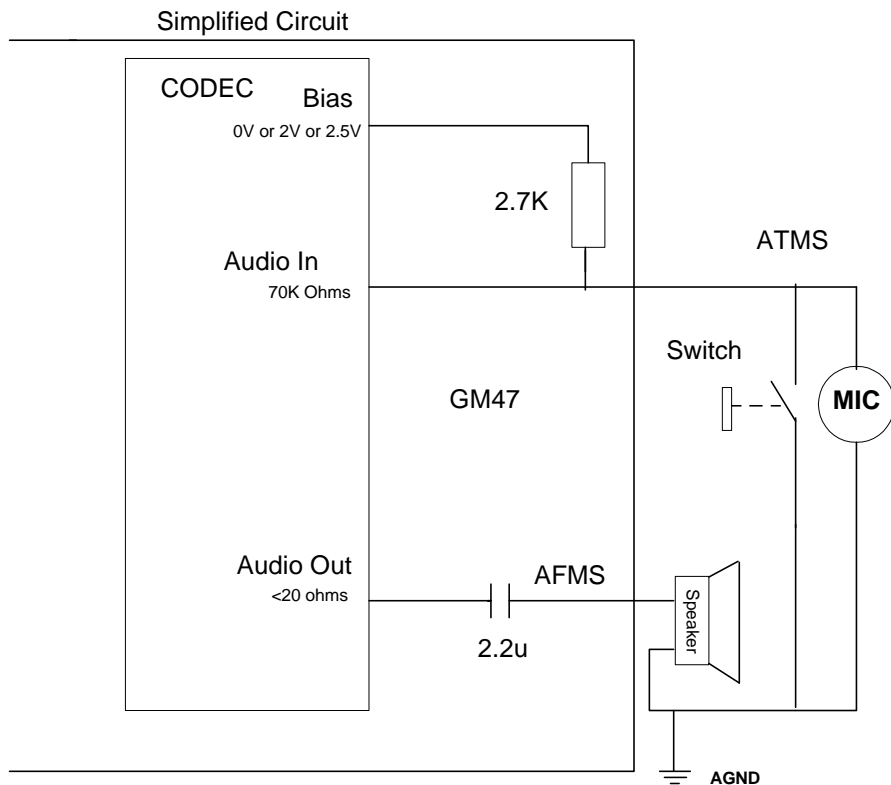 Simplified Circuit
CODEC
Bias
0V or 2V or 2.5V
2.7K
ATMS
Audio In
70K Ohms
Switch
GM47
MIC
Audio Out
<20 ohms
AFMS
2.2u
Speaker
AGND